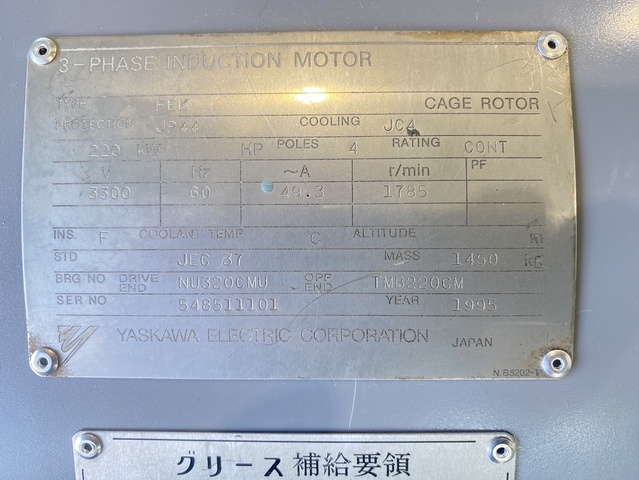 3-PHASE INDUCTION MOTOR
TYPE FEK CAGE ROTOR
PROTECTION JP44 COOLING JC4
220 KW HP POLES 4 RATING CONT
V Hz ~A r/min PF
3300 60 49.3 1785
INS. F COOLANT TEMP °C ALTITUDE M
STD JEC 37 MASS 1450 KG
BRG NO DRIVE END NU320CMU OPP END TMB220CM
SER NO 548511101 YEAR 1995
YASKAWA ELECTRIC CORPORATION JAPAN
N.B5202-1
グリース補給要領